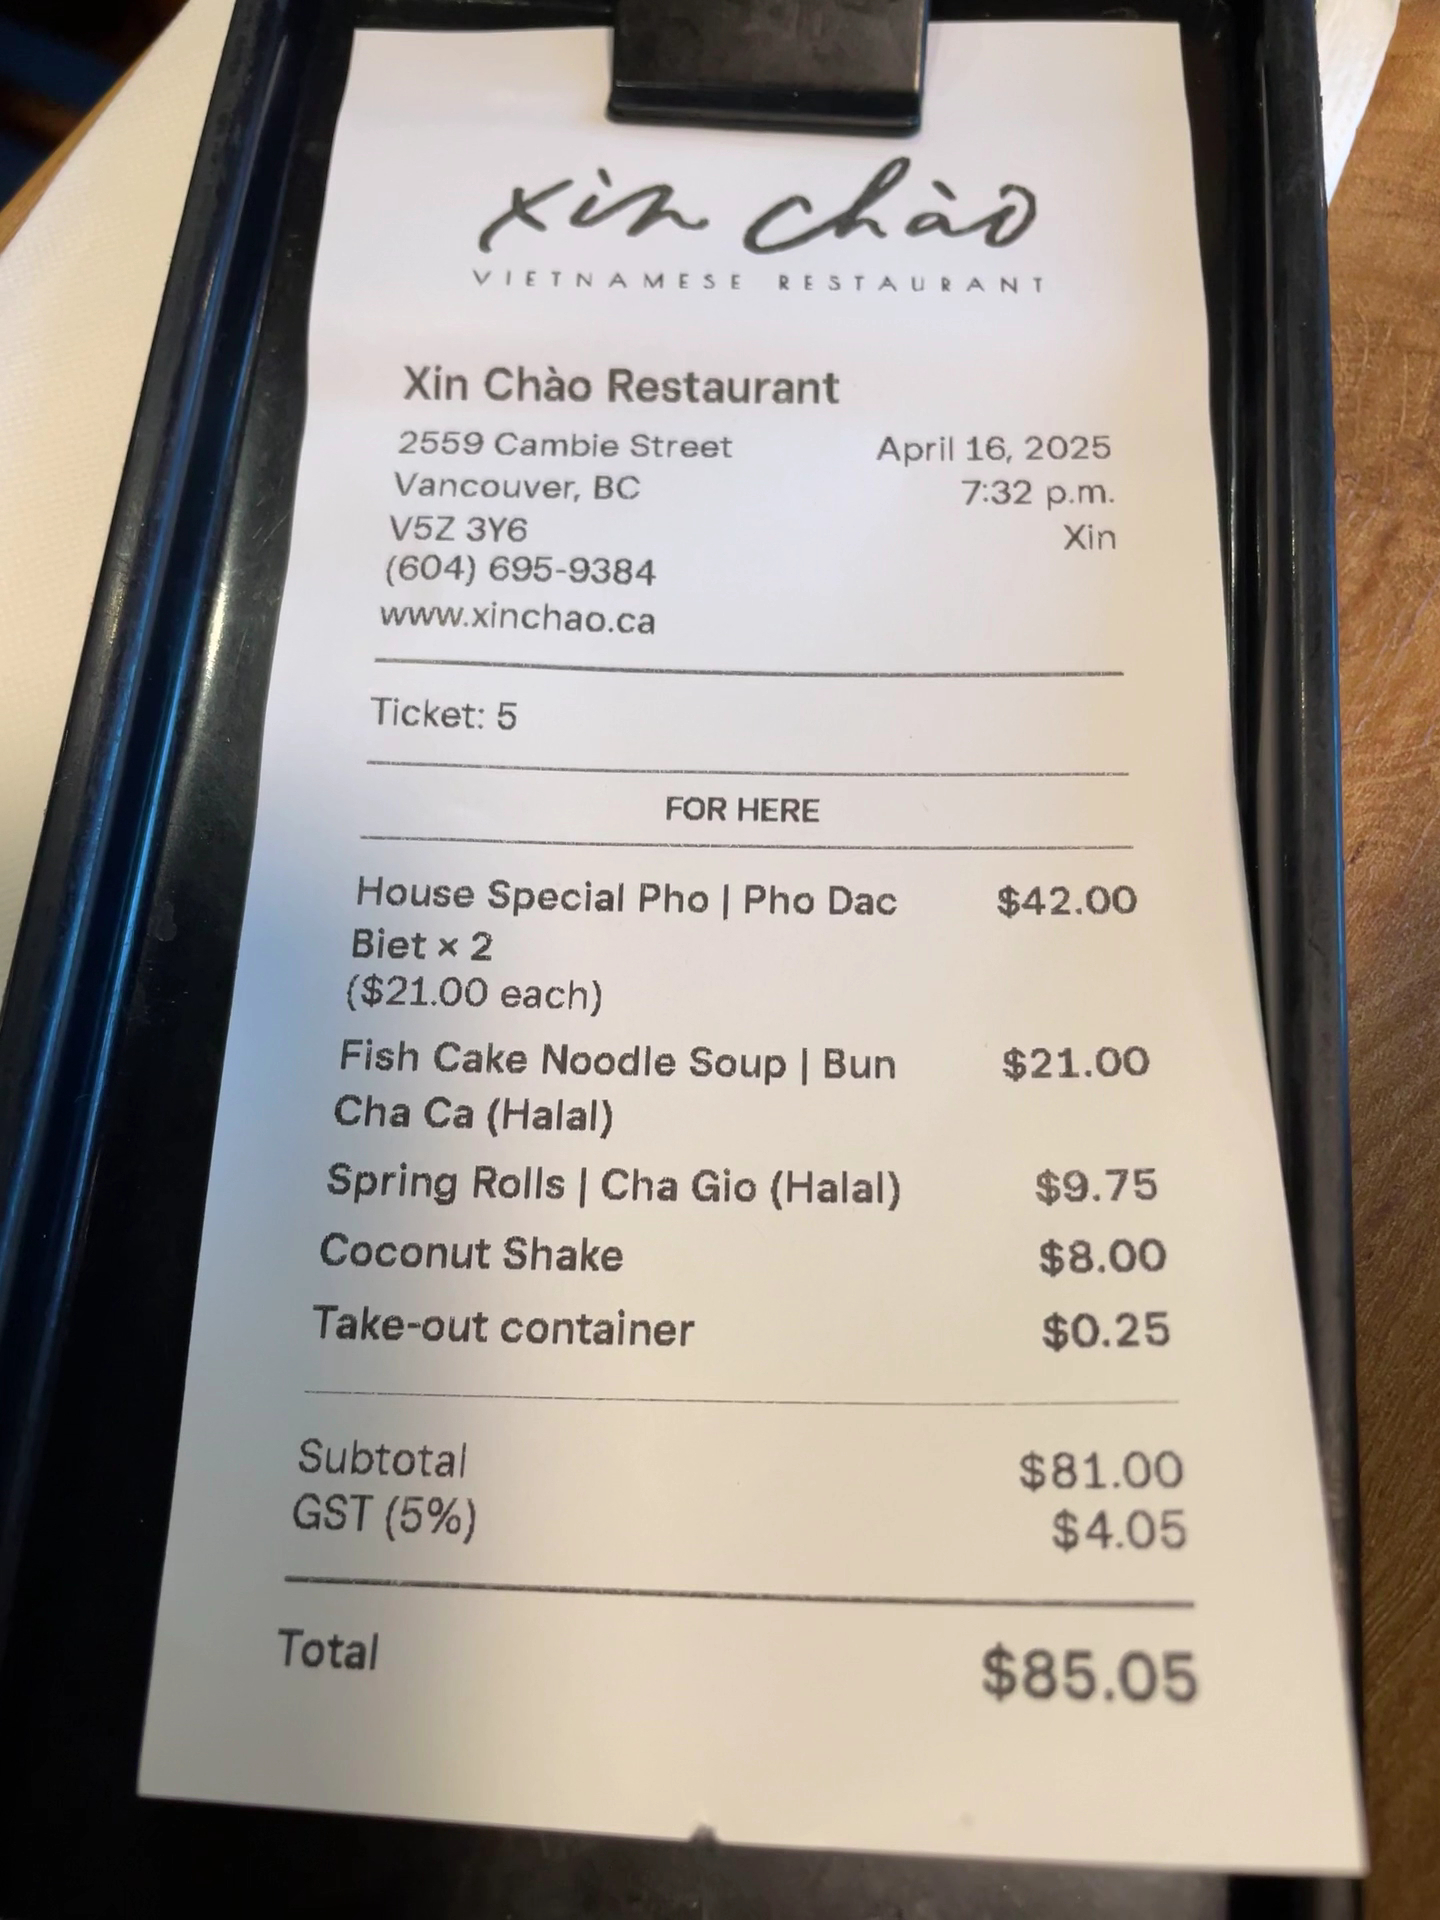 xin chào
VIETNAMESE RESTAURANT
Xin Chào Restaurant
2559 Cambie Street April 16, 2025
Vancouver, BC 7:32 p.m.
V5Z 3Y6 Xin
(604) 695-9384
www.xinchao.ca
Ticket: 5
FOR HERE
House Special Pho | Pho Dac $42.00
Biet × 2
($21.00 each)
Fish Cake Noodle Soup | Bun $21.00
Cha Ca (Halal)
Spring Rolls | Cha Gio (Halal) $9.75
Coconut Shake $8.00
Take-out container $0.25
Subtotal $81.00
GST (5%) $4.05
Total $85.05